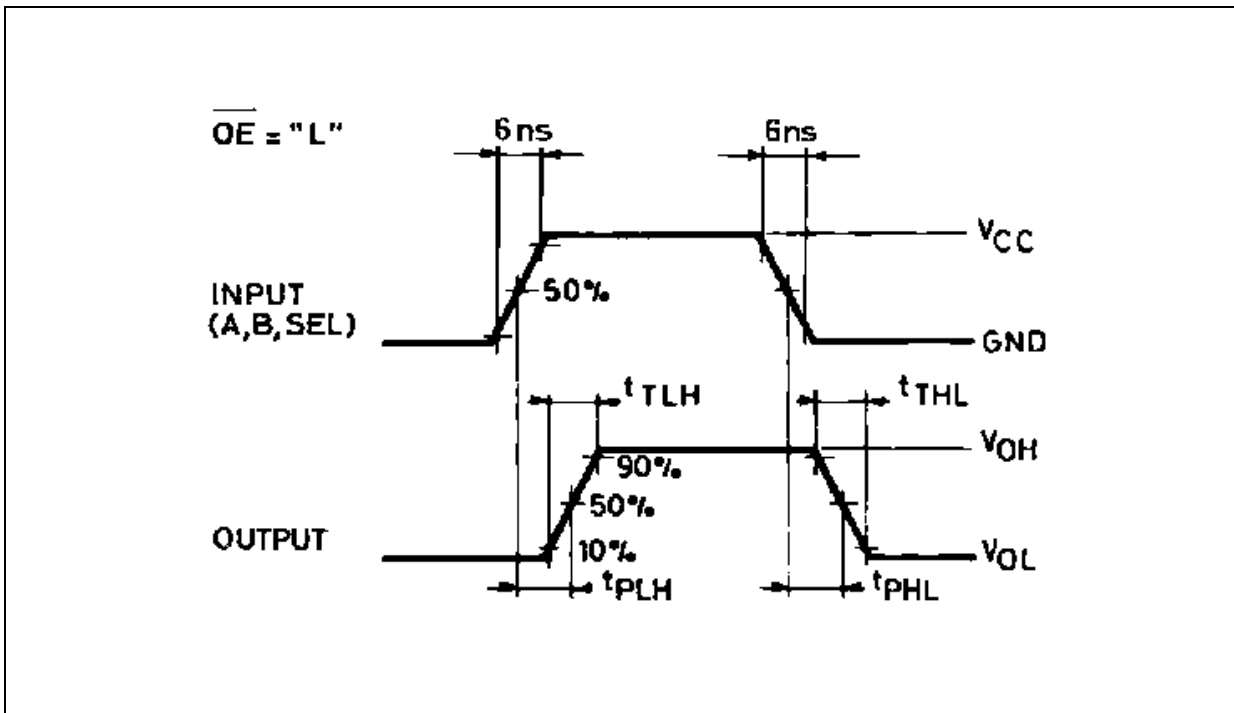 OE = "L"
6ns
6ns
VCC
INPUT
(A,B,SEL)
50%
GND
tTLH
tTHL
VOH
90%
50%
OUTPUT
10%
VOL
tPLH
tPHL